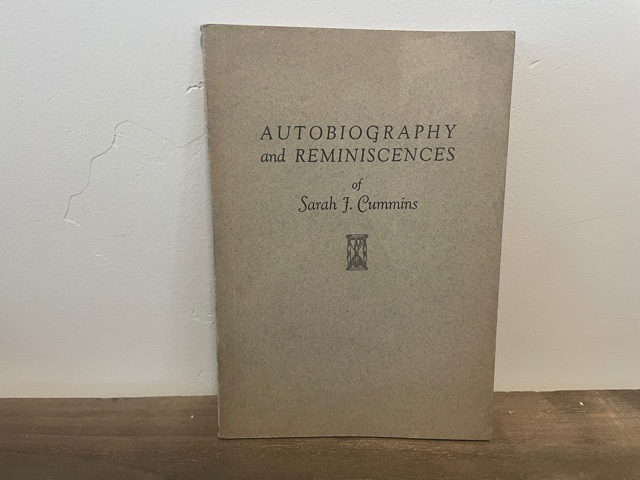 AUTOBIOGRAPHY
and REMINISCENCES
of
Sarah J. Cummins